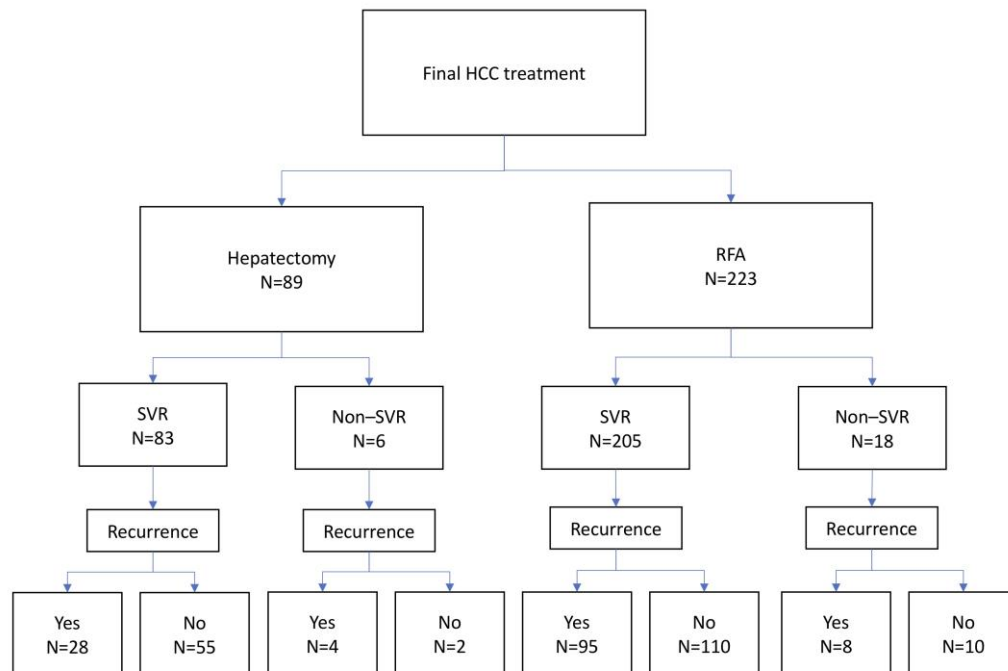 Final HCC treatment
Hepatectomy
N=89
RFA
N=223
SVR
N=83
Non–SVR
N=6
SVR
N=205
Non–SVR
N=18
Recurrence
Recurrence
Recurrence
Recurrence
Yes
N=28
No
N=55
Yes
N=4
No
N=2
Yes
N=95
No
N=110
Yes
N=8
No
N=10